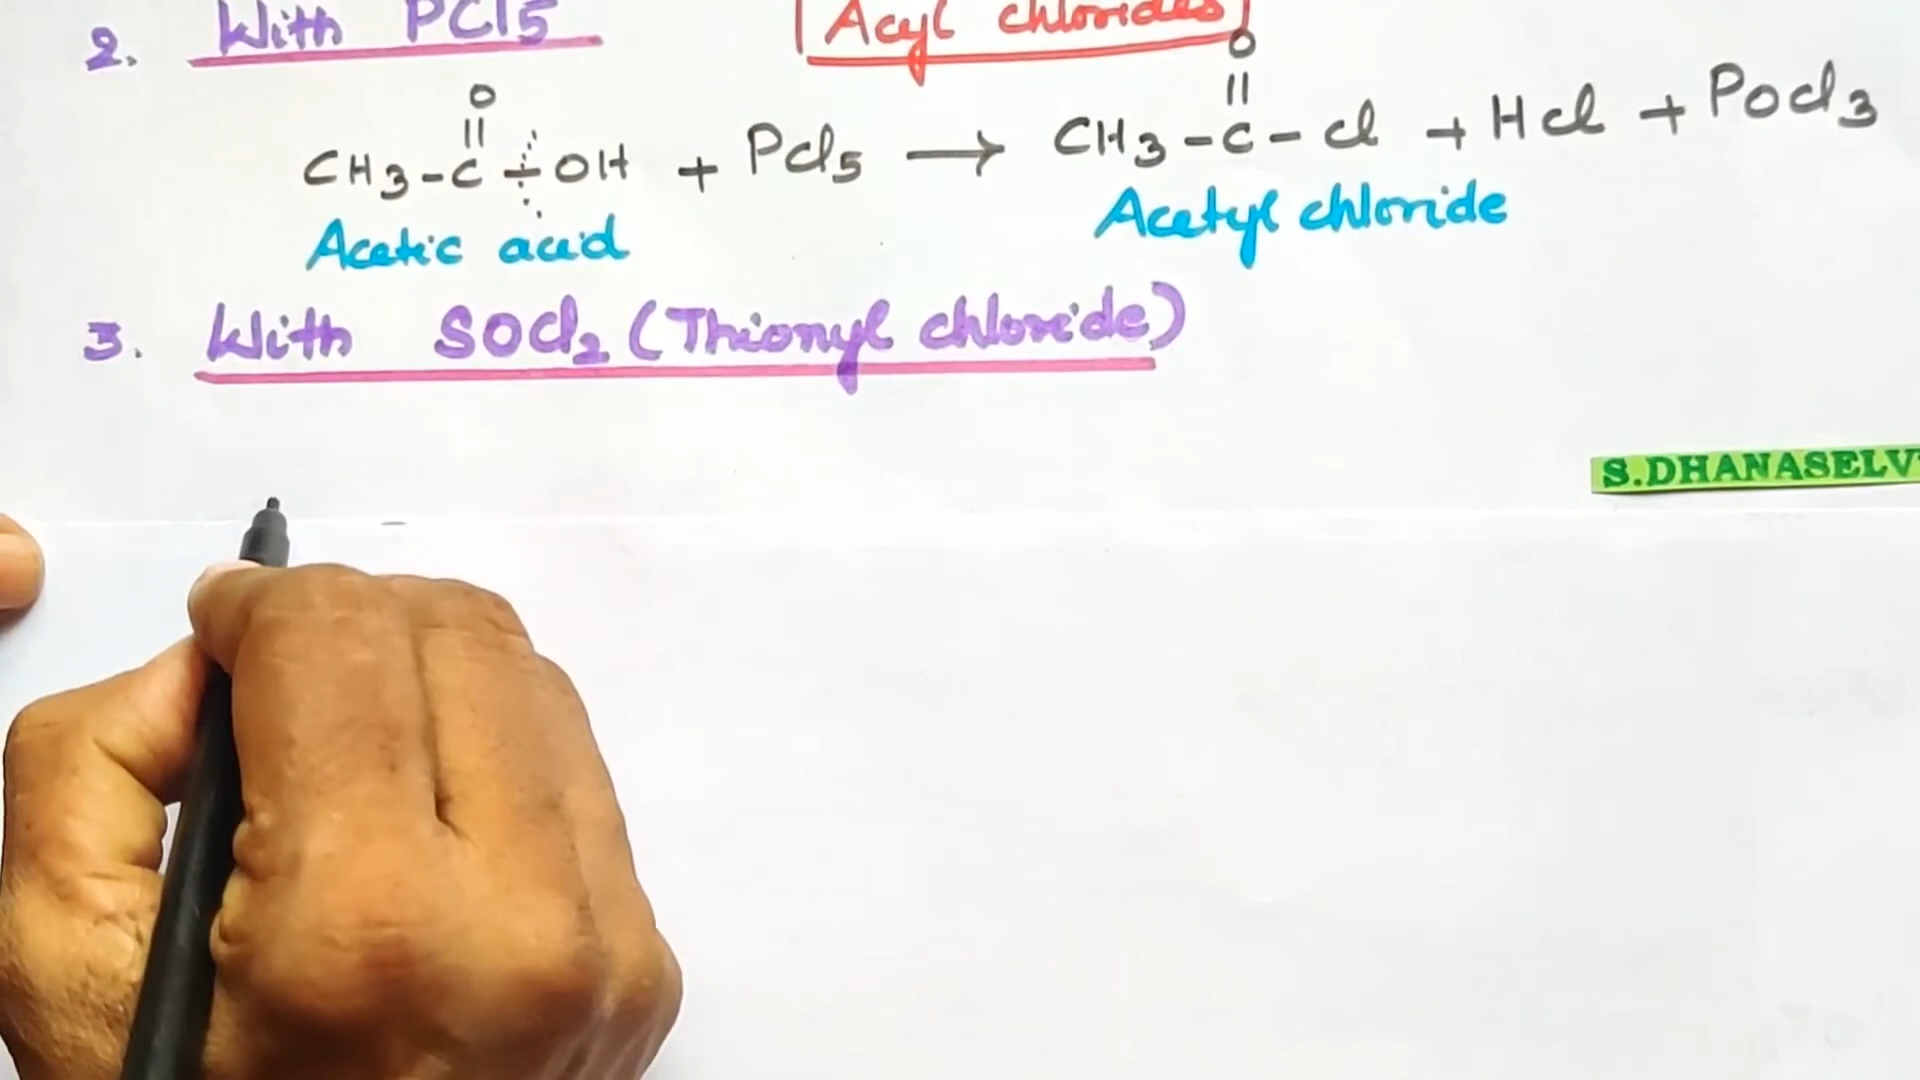 2. With PCl5
Acyl chlorides
O
||
CH3-C-OH + PCl5 → CH3-C-Cl + HCl + POCl3
O
||
Acetic acid
Acetyl chloride
3. With SOCl2 (Thionyl chloride)
S.DHANASELV